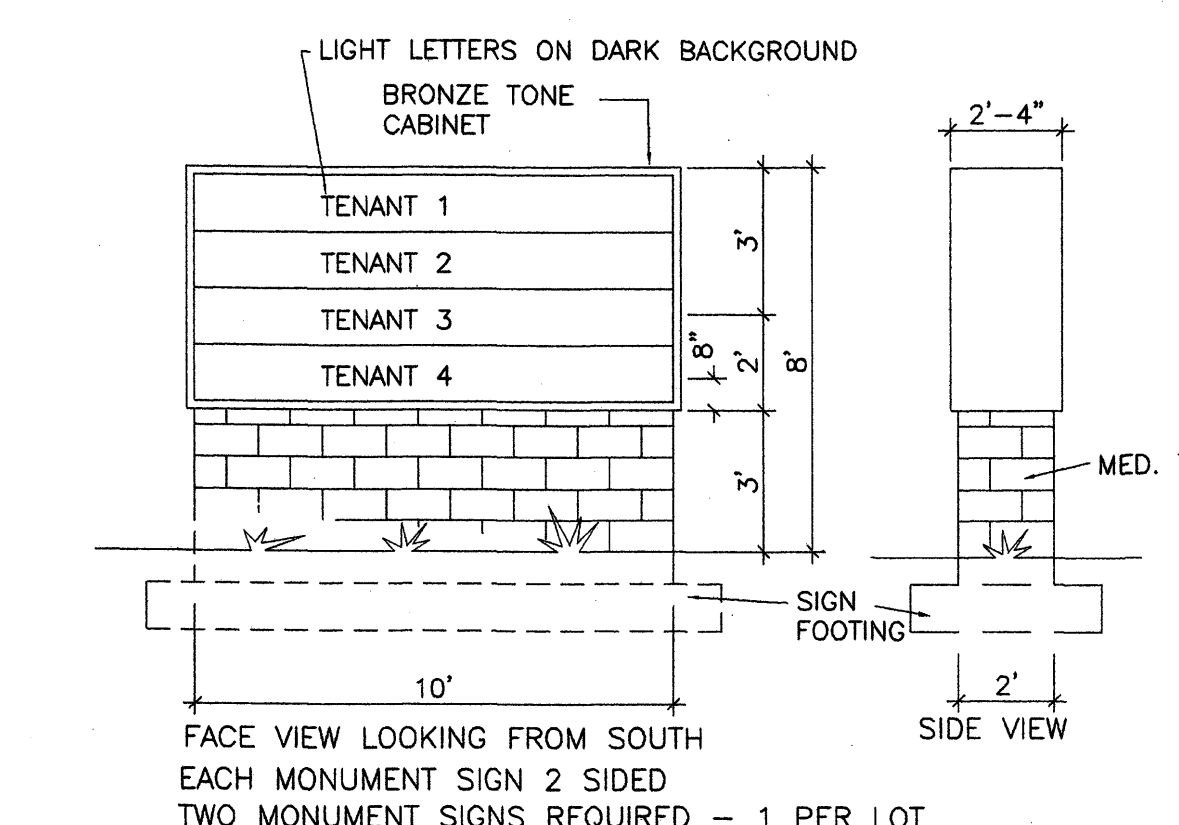 LIGHT LETTERS ON DARK BACKGROUND
BRONZE TONE
CABINET
2'-4"
TENANT 1
TENANT 2
TENANT 3
TENANT 4
3'
8"
2'
8'
3'
MED.
SIGN
FOOTING
10'
2'
FACE VIEW LOOKING FROM SOUTH
SIDE VIEW
EACH MONUMENT SIGN 2 SIDED
TWO MONUMENT SIGNS REQUIRED - 1 PER LOT